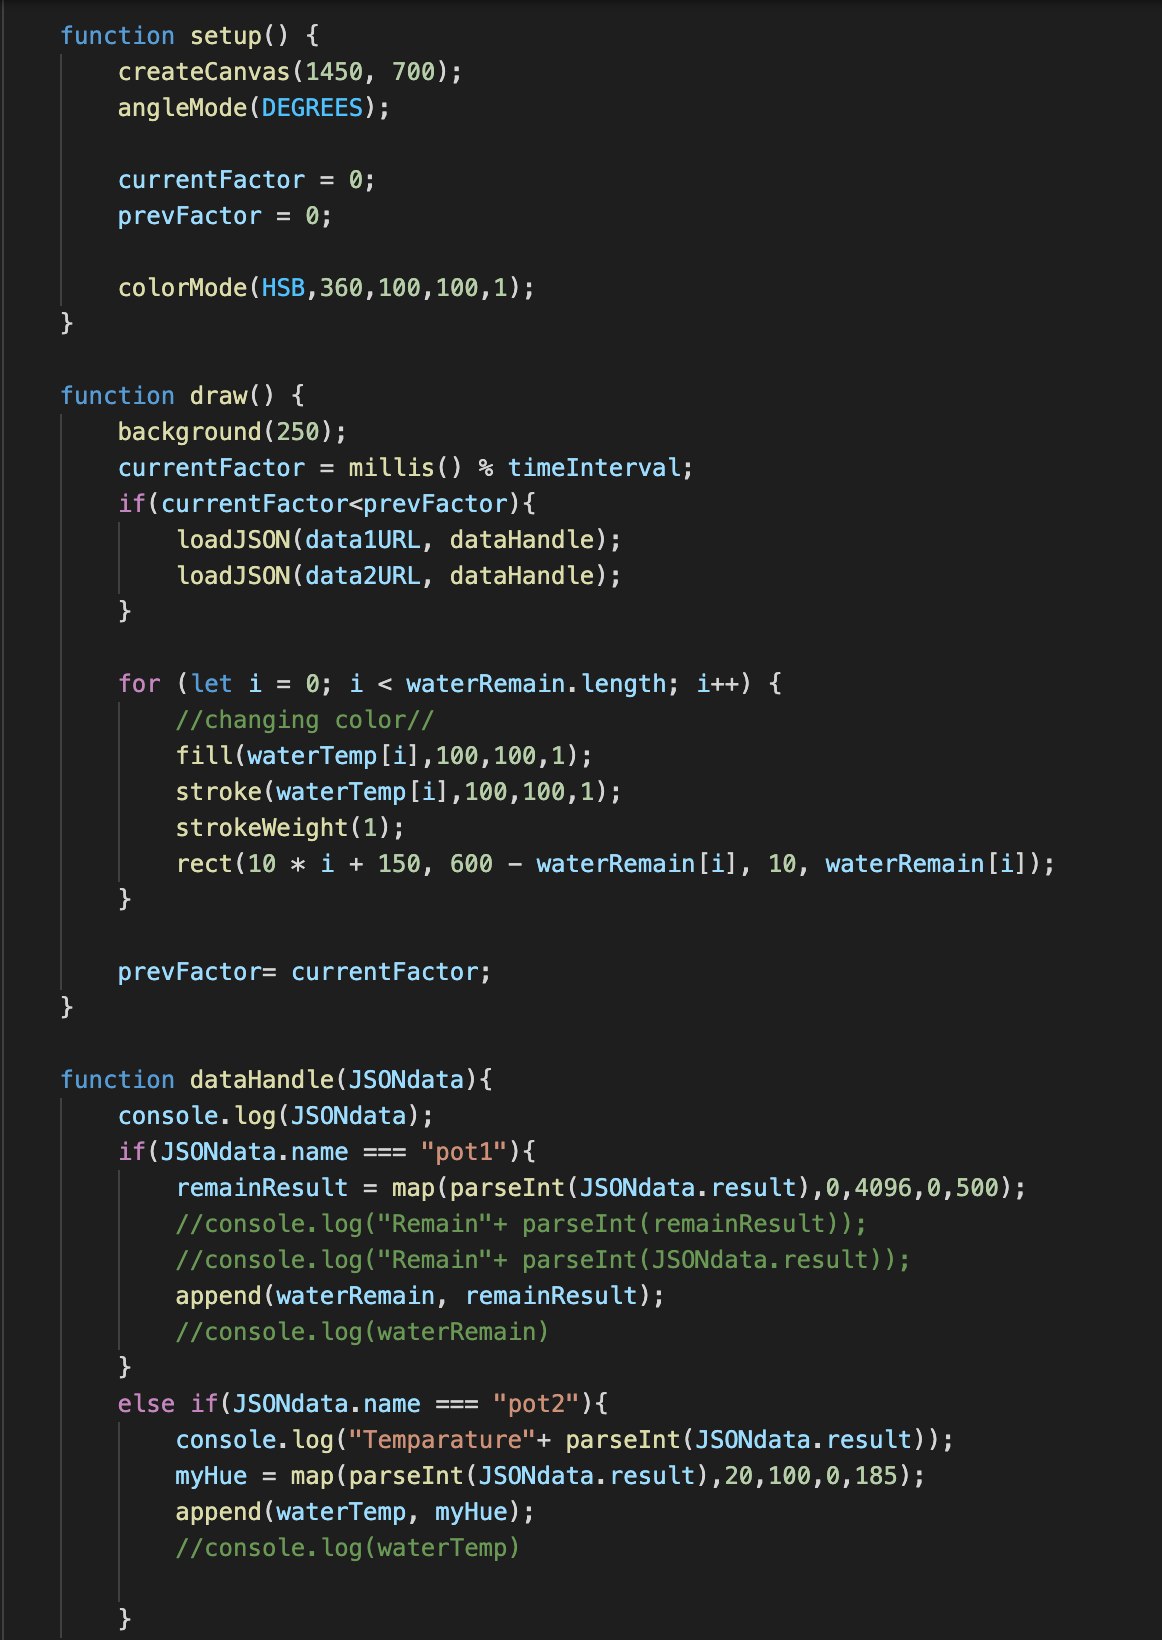 function setup() {
createCanvas(1450, 700);
angleMode(DEGREES);
currentFactor = 0;
prevFactor = 0;
colorMode(HSB,360,100,100,1);
}
function draw() {
background(250);
currentFactor = millis() % timeInterval;
if(currentFactor<prevFactor){
loadJSON(data1URL, dataHandle);
loadJSON(data2URL, dataHandle);
}
for (let i = 0; i < waterRemain.length; i++) {
//changing color//
fill(waterTemp[i],100,100,1);
stroke(waterTemp[i],100,100,1);
strokeWeight(1);
rect(10 * i + 150, 600 - waterRemain[i], 10, waterRemain[i]);
}
prevFactor= currentFactor;
}
function dataHandle(JSONdata){
console.log(JSONdata);
if(JSONdata.name === "pot1"){
remainResult = map(parseInt(JSONdata.result),0,4096,0,500);
//console.log("Remain"+ parseInt(remainResult));
//console.log("Remain"+ parseInt(JSONdata.result));
append(waterRemain, remainResult);
//console.log(waterRemain)
}
else if(JSONdata.name === "pot2"){
console.log("Temparature"+ parseInt(JSONdata.result));
myHue = map(parseInt(JSONdata.result),20,100,0,185);
append(waterTemp, myHue);
//console.log(waterTemp)
}